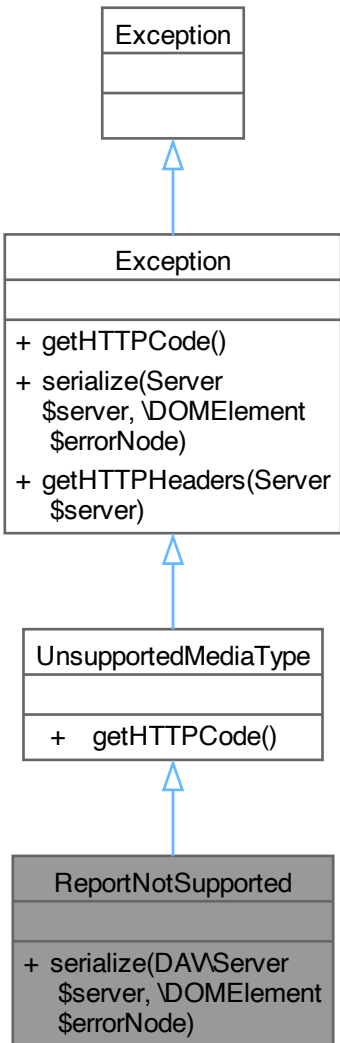 Exception
Exception
+ getHTTPCode()
+ serialize(Server
$server, \DOMElement
$errorNode)
+ getHTTPHeaders(Server
$server)
UnsupportedMediaType
+ getHTTPCode()
ReportNotSupported
+ serialize(DAV\Server
$server, \DOMElement
$errorNode)